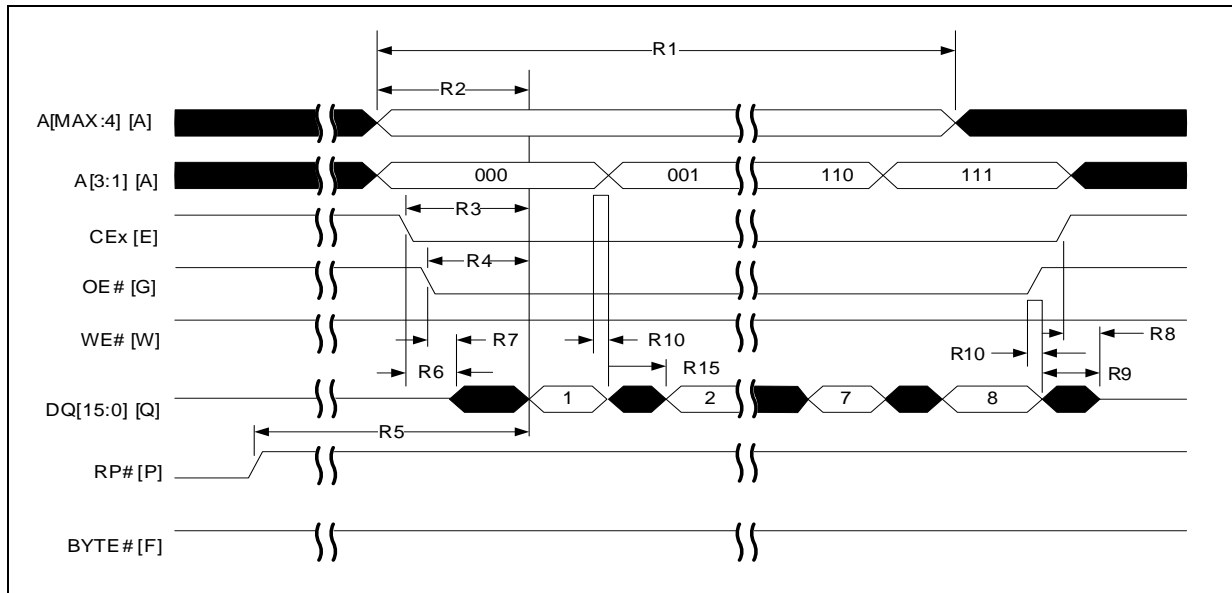 R1
R2
A[MAX:4] [A]
A[3:1] [A] 000 001 110 111
R3
CEx [E]
R4
OE# [G]
WE# [W]
R7 R10 R8
R6 R15 R10 R9
DQ[15:0] [Q] 1 2 7 8
R5
RP# [P]
BYTE# [F]